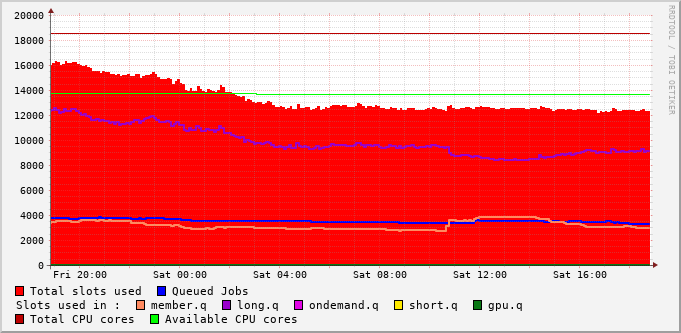 RRDTOOL / TOBI OETIKER
20000
18000
16000
14000
12000
10000
8000
6000
4000
2000
0
Fri 20:00 Sat 00:00 Sat 04:00 Sat 08:00 Sat 12:00 Sat 16:00
Total slots used Queued Jobs
Slots used in : member.q long.q ondemand.q short.q gpu.q
Total CPU cores Available CPU cores